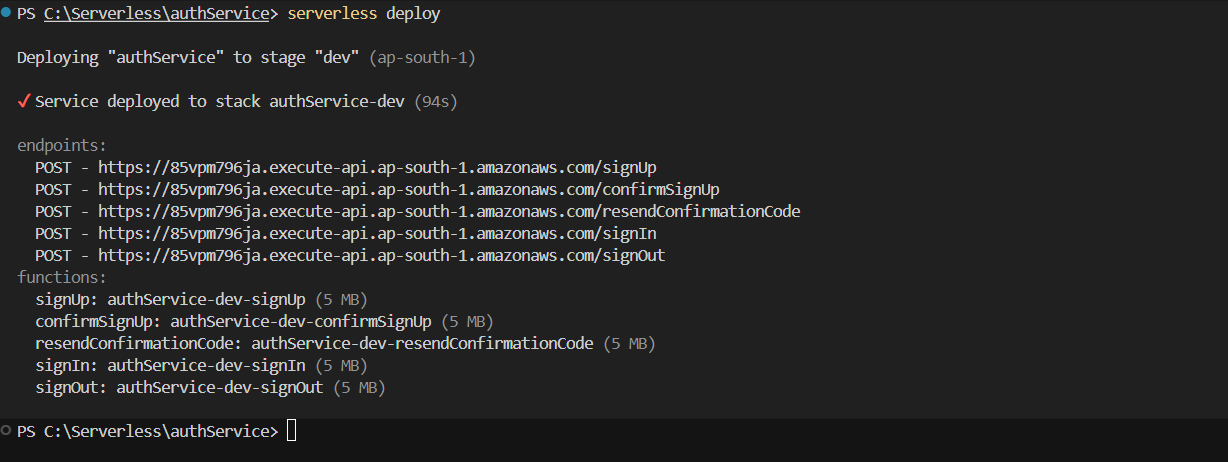 PS C:\Serverless\authService> serverless deploy
Deploying "authService" to stage "dev" (ap-south-1)
✓ Service deployed to stack authService-dev (94s)
endpoints:
POST - https://85vpm796ja.execute-api.ap-south-1.amazonaws.com/signUp
POST - https://85vpm796ja.execute-api.ap-south-1.amazonaws.com/confirmSignUp
POST - https://85vpm796ja.execute-api.ap-south-1.amazonaws.com/resendConfirmationCode
POST - https://85vpm796ja.execute-api.ap-south-1.amazonaws.com/signIn
POST - https://85vpm796ja.execute-api.ap-south-1.amazonaws.com/signOut
functions:
signUp: authService-dev-signUp (5 MB)
confirmSignUp: authService-dev-confirmSignUp (5 MB)
resendConfirmationCode: authService-dev-resendConfirmationCode (5 MB)
signIn: authService-dev-signIn (5 MB)
signOut: authService-dev-signOut (5 MB)
PS C:\Serverless\authService>